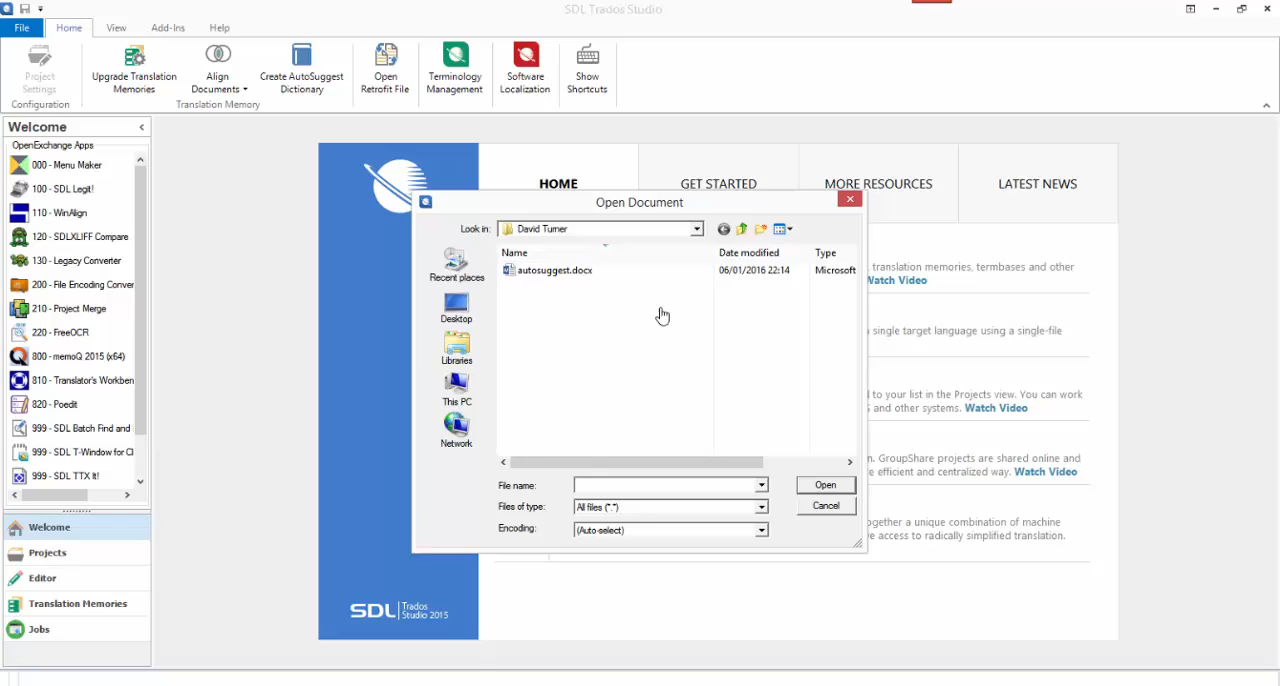 SDL Trados Studio
File
Home
View
Add-Ins
Help
Project Settings
Upgrade Translation Memories
Align Documents
Create AutoSuggest Dictionary
Open Retrofit File
Terminology Management
Software Localization
Show Shortcuts
Configuration
Translation Memory
Welcome
OpenExchange Apps
000 - Menu Maker
100 - SDL Legit!
110 - WinAlign
120 - SDLXLIFF Compare
130 - Legacy Converter
200 - File Encoding Conver
210 - Project Merge
220 - FreeOCR
800 - memoQ 2015 (x64)
810 - Translator's Workben
820 - Poedit
999 - SDL Batch Find and
999 - SDL T-Window for Cl
999 - SDL TTX It!
Welcome
Projects
Editor
Translation Memories
Jobs
HOME
GET STARTED
MORE RESOURCES
LATEST NEWS
Open Document
Look in:
David Turner
Name
Date modified
Type
autosuggest.docx
06/01/2016 22:14
Microsoft
Recent places
Desktop
Libraries
This PC
Network
File name:
Open
Files of type:
All files (*.*)
Cancel
Encoding:
(Auto-select)
, translation memories, termbases and other
Watch Video
a single target language using a single-file
d to your list in the Projects view. You can work
S and other systems. Watch Video
n. GroupShare projects are shared online and
e efficient and centralized way. Watch Video
ogether a unique combination of machine
ve access to radically simplified translation.
SDL Trados Studio 2015